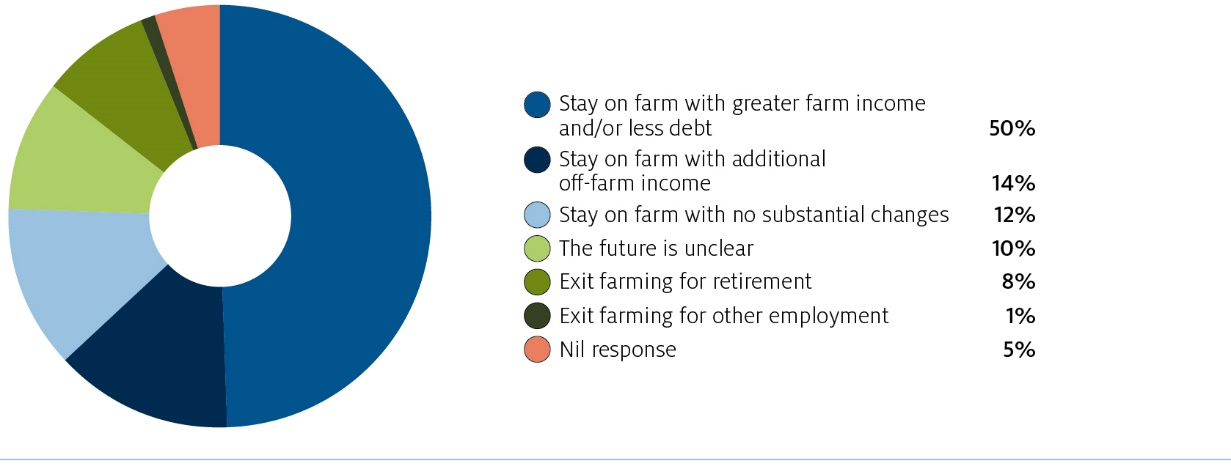 Stay on farm with greater farm income
and/or less debt 50%
Stay on farm with additional
off-farm income 14%
Stay on farm with no substantial changes 12%
The future is unclear 10%
Exit farming for retirement 8%
Exit farming for other employment 1%
Nil response 5%